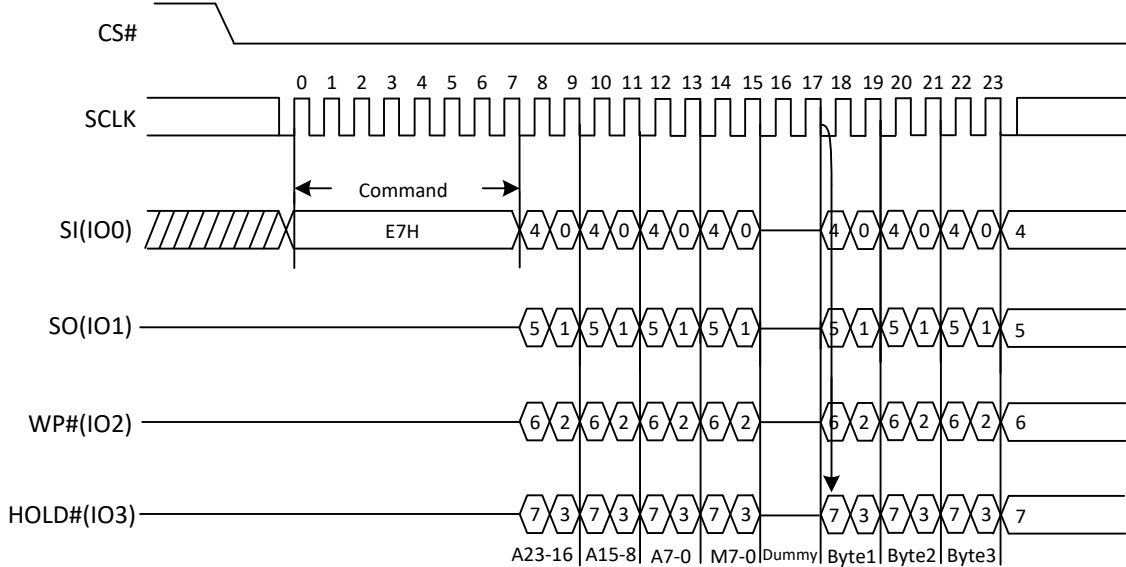 CS#
0 1 2 3 4 5 6 7 8 9 10 11 12 13 14 15 16 17 18 19 20 21 22 23
SCLK
Command
SI(IO0) E7H 4 0 4 0 4 0 4 0 4 0 4 0 4 0 4
SO(IO1) 5 1 5 1 5 1 5 1 5 1 5 1 5 1 5
WP#(IO2) 6 2 6 2 6 2 6 2 6 2 6 2 6 2 6
HOLD#(IO3) 7 3 7 3 7 3 7 3 7 3 7 3 7 3 7
A23-16 A15-8 A7-0 M7-0 Dummy Byte1 Byte2 Byte3